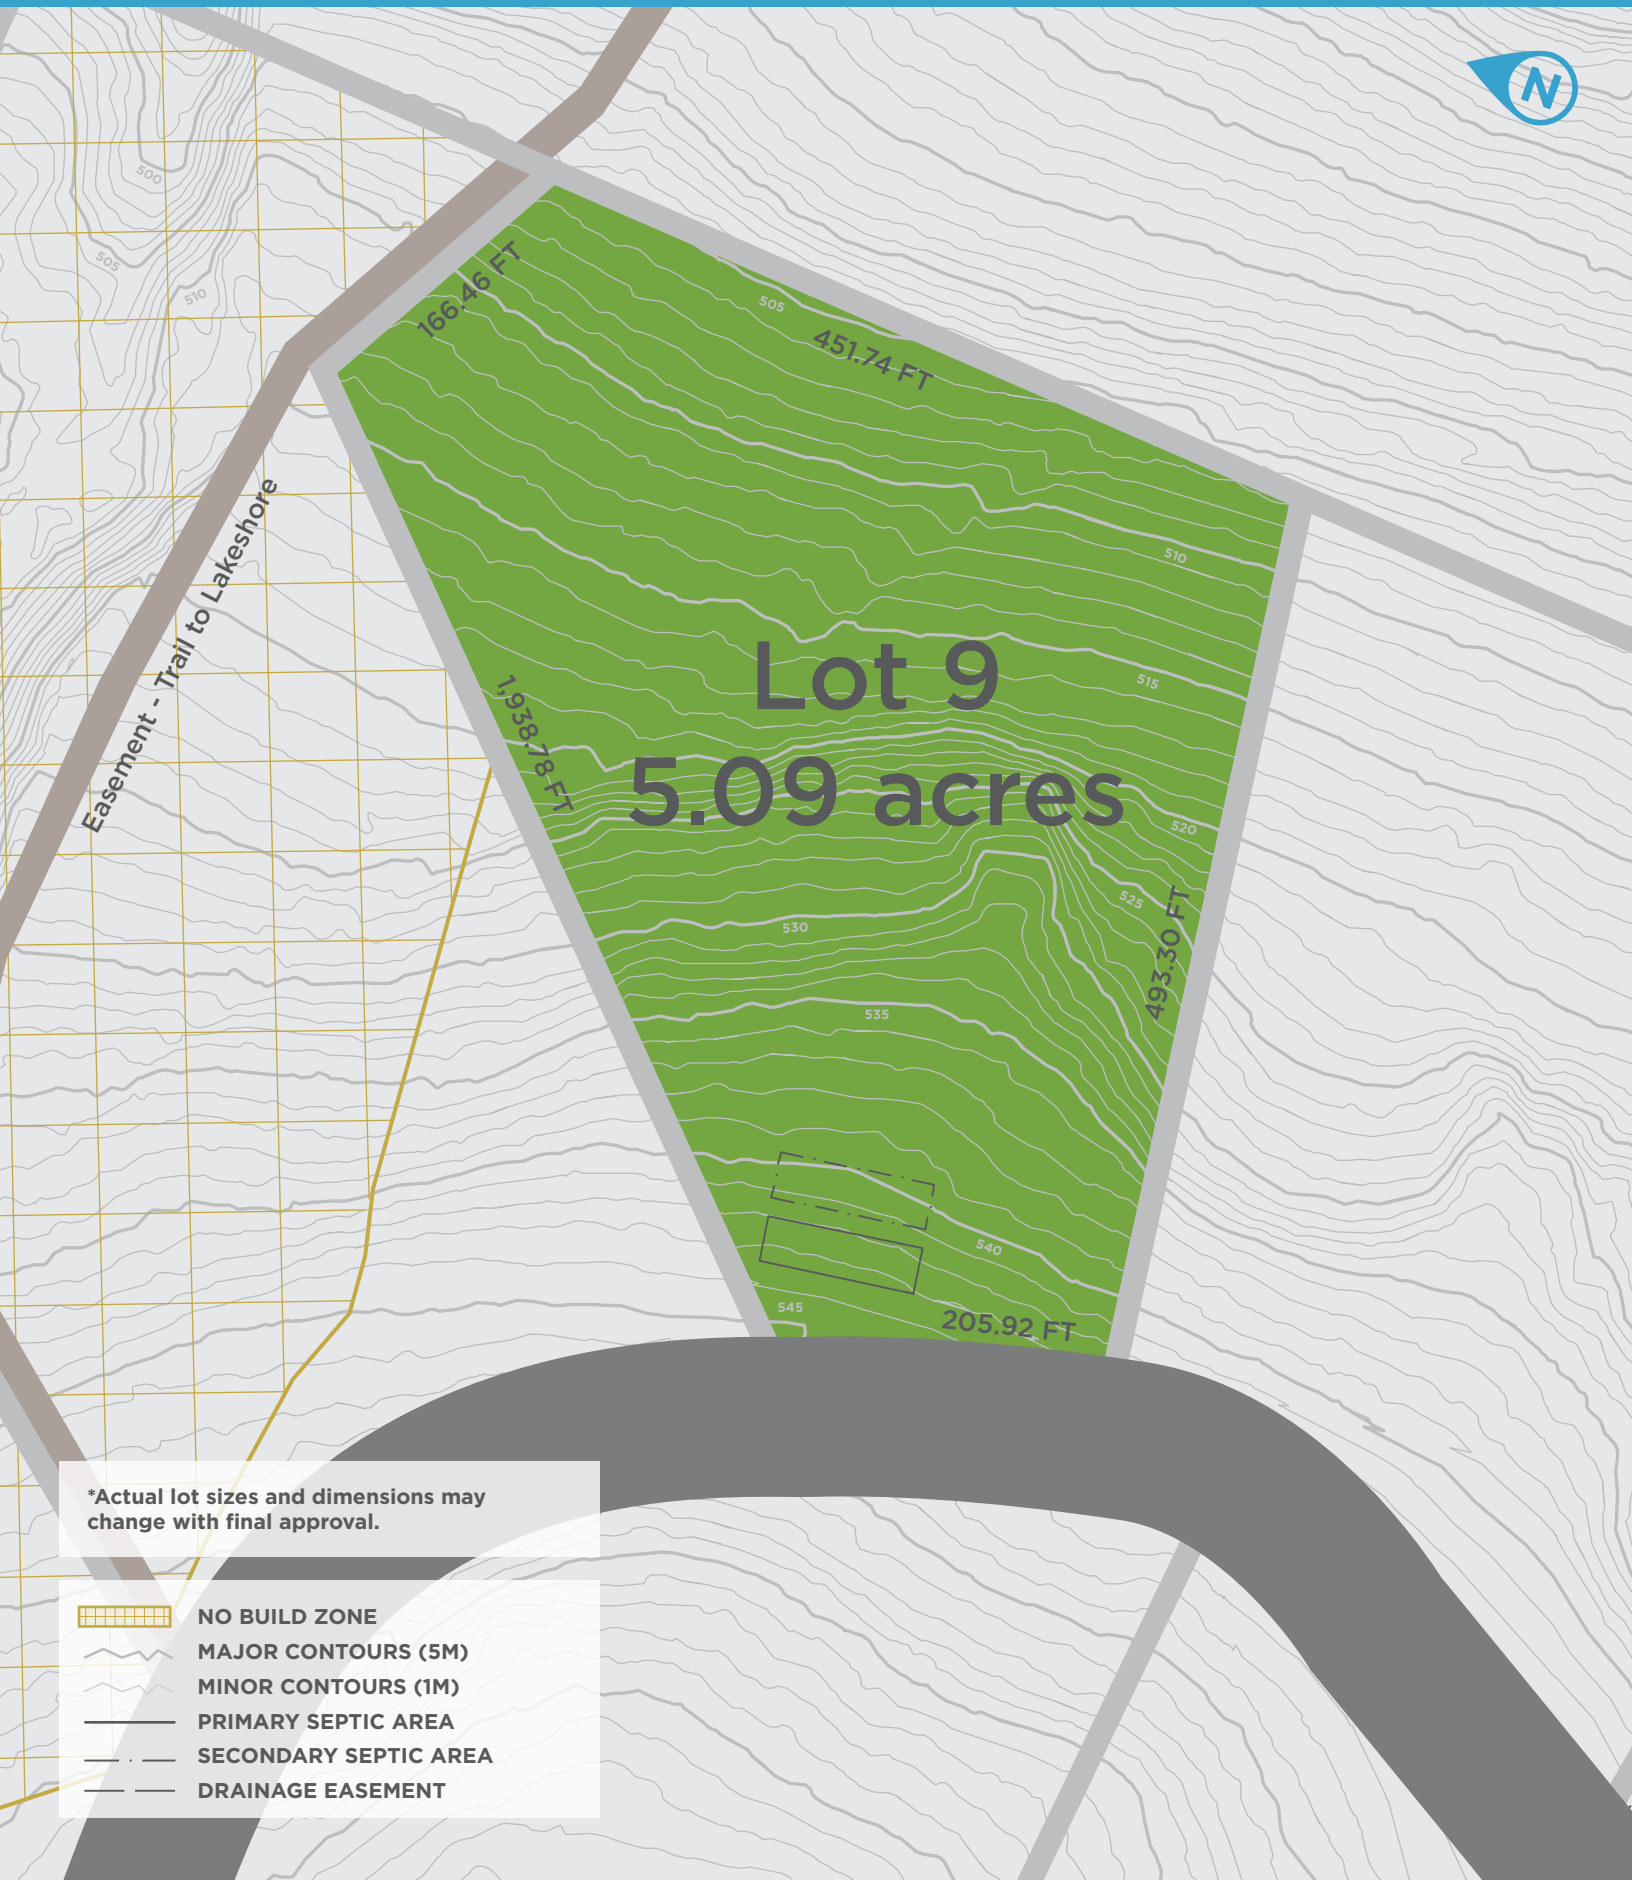 N
500
505
510
166.46 FT
505
451.74 FT
510
Easement - Trail to Lakeshore
Lot 9
5.09 acres
515
1,938.78 FT
520
525
493.30 FT
530
535
540
545
205.92 FT
*Actual lot sizes and dimensions may
change with final approval.
NO BUILD ZONE
MAJOR CONTOURS (5M)
MINOR CONTOURS (1M)
PRIMARY SEPTIC AREA
SECONDARY SEPTIC AREA
DRAINAGE EASEMENT